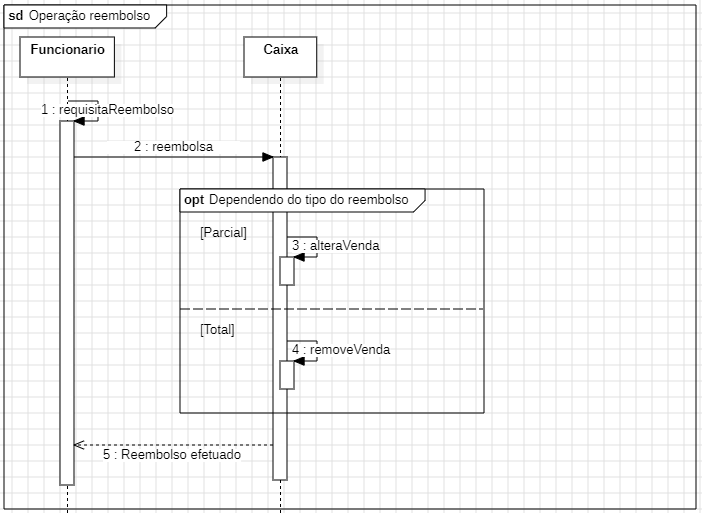 sd Operação reembolso
Funcionario
Caixa
1 : requisitaReembolso
2 : reembolsa
opt Dependendo do tipo do reembolso
[Parcial]
3 : alteraVenda
[Total]
4 : removeVenda
5 : Reembolso efetuado